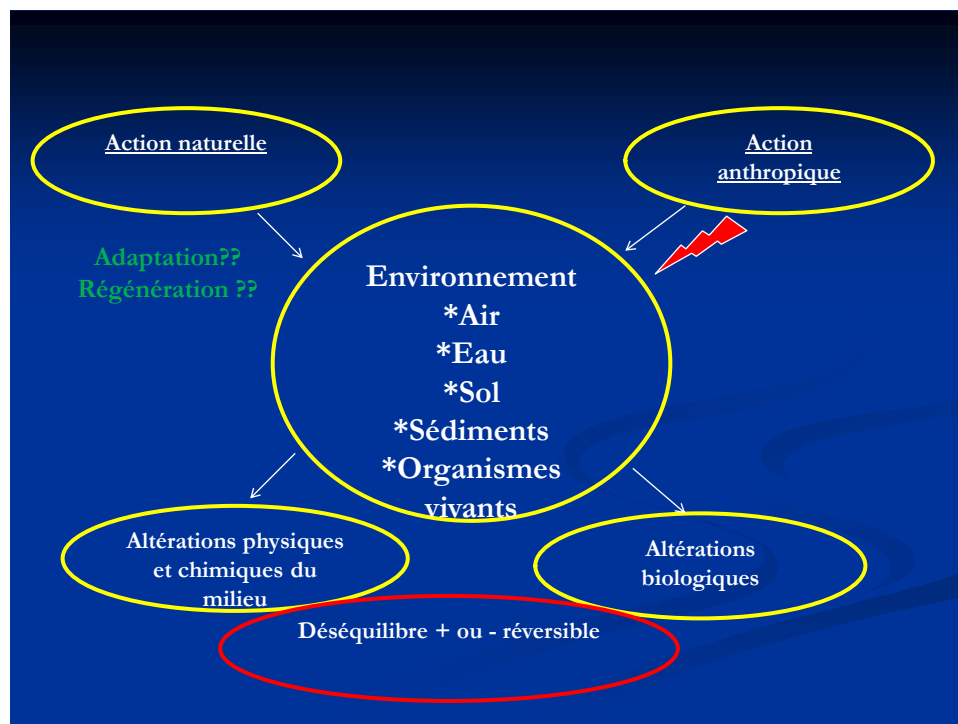 Action naturelle
Action
anthropique
Adaptation??
Régénération ??
Environnement
*Air
*Eau
*Sol
*Sédiments
*Organismes
vivants
Altérations physiques
et chimiques du
milieu
Altérations
biologiques
Déséquilibre + ou - réversible